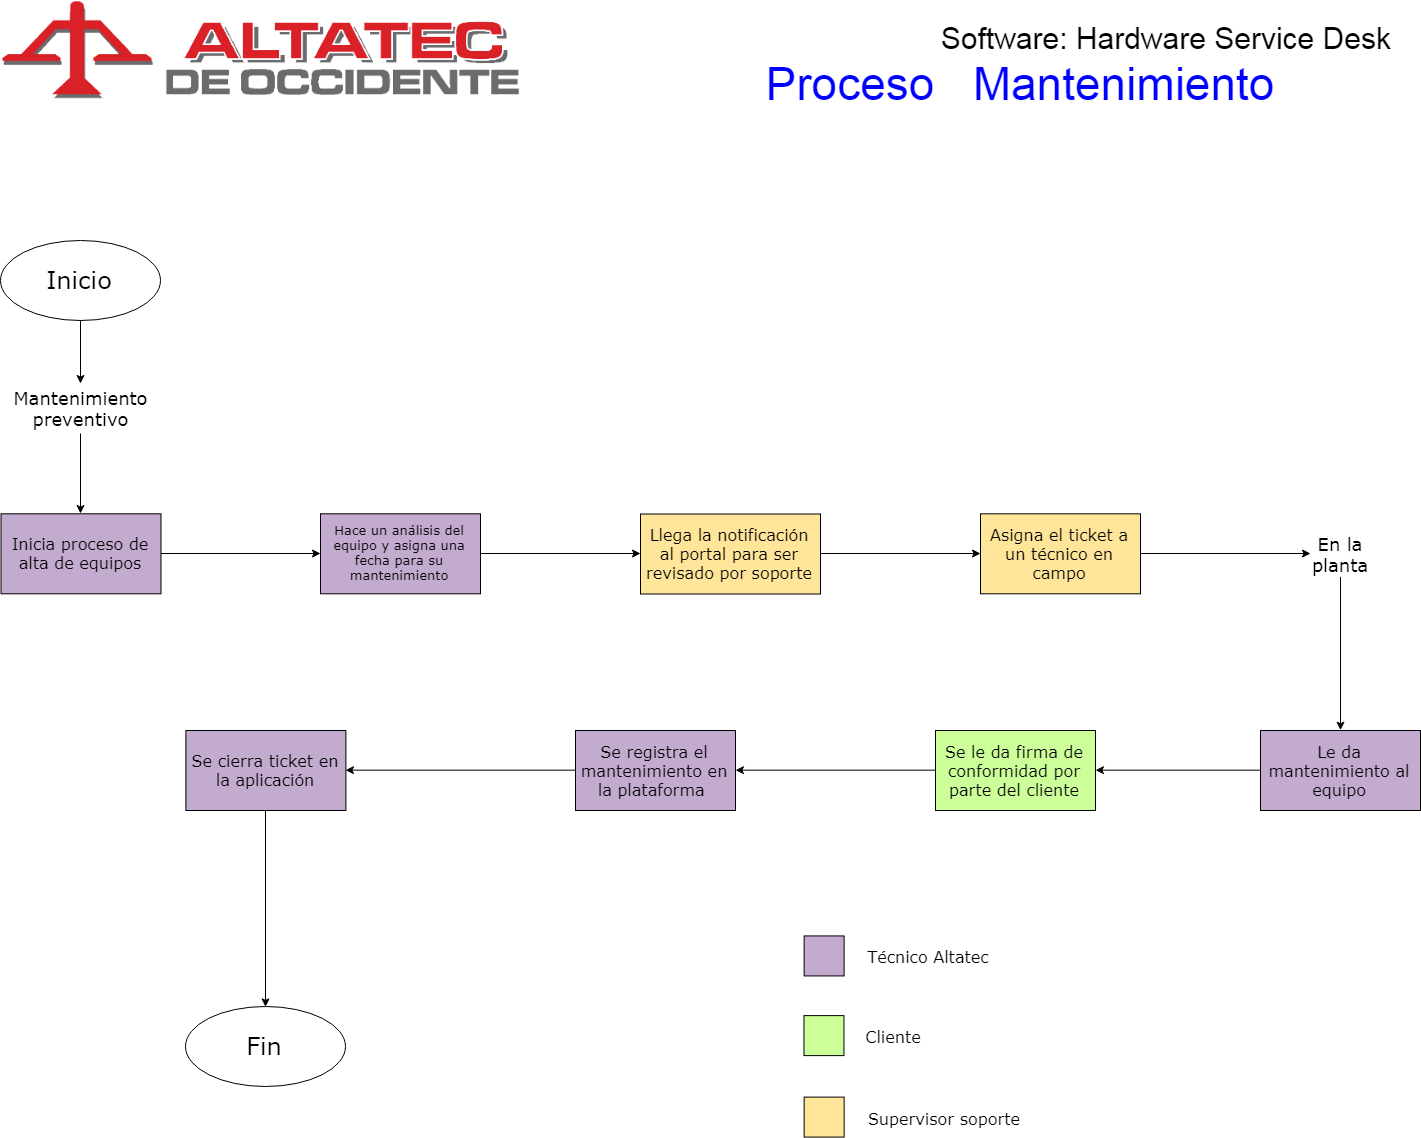 ALTATEC
DE OCCIDENTE
Software: Hardware Service Desk
Proceso Mantenimiento
Inicio
Mantenimiento
preventivo
Inicia proceso de
alta de equipos
Hace un análisis del
equipo y asigna una
fecha para su
mantenimiento
Llega la notificación
al portal para ser
revisado por soporte
Asigna el ticket a
un técnico en
campo
En la
planta
Le da
mantenimiento al
equipo
Se le da firma de
conformidad por
parte del cliente
Se registra el
mantenimiento en
la plataforma
Se cierra ticket en
la aplicación
Fin
Técnico Altatec
Cliente
Supervisor soporte